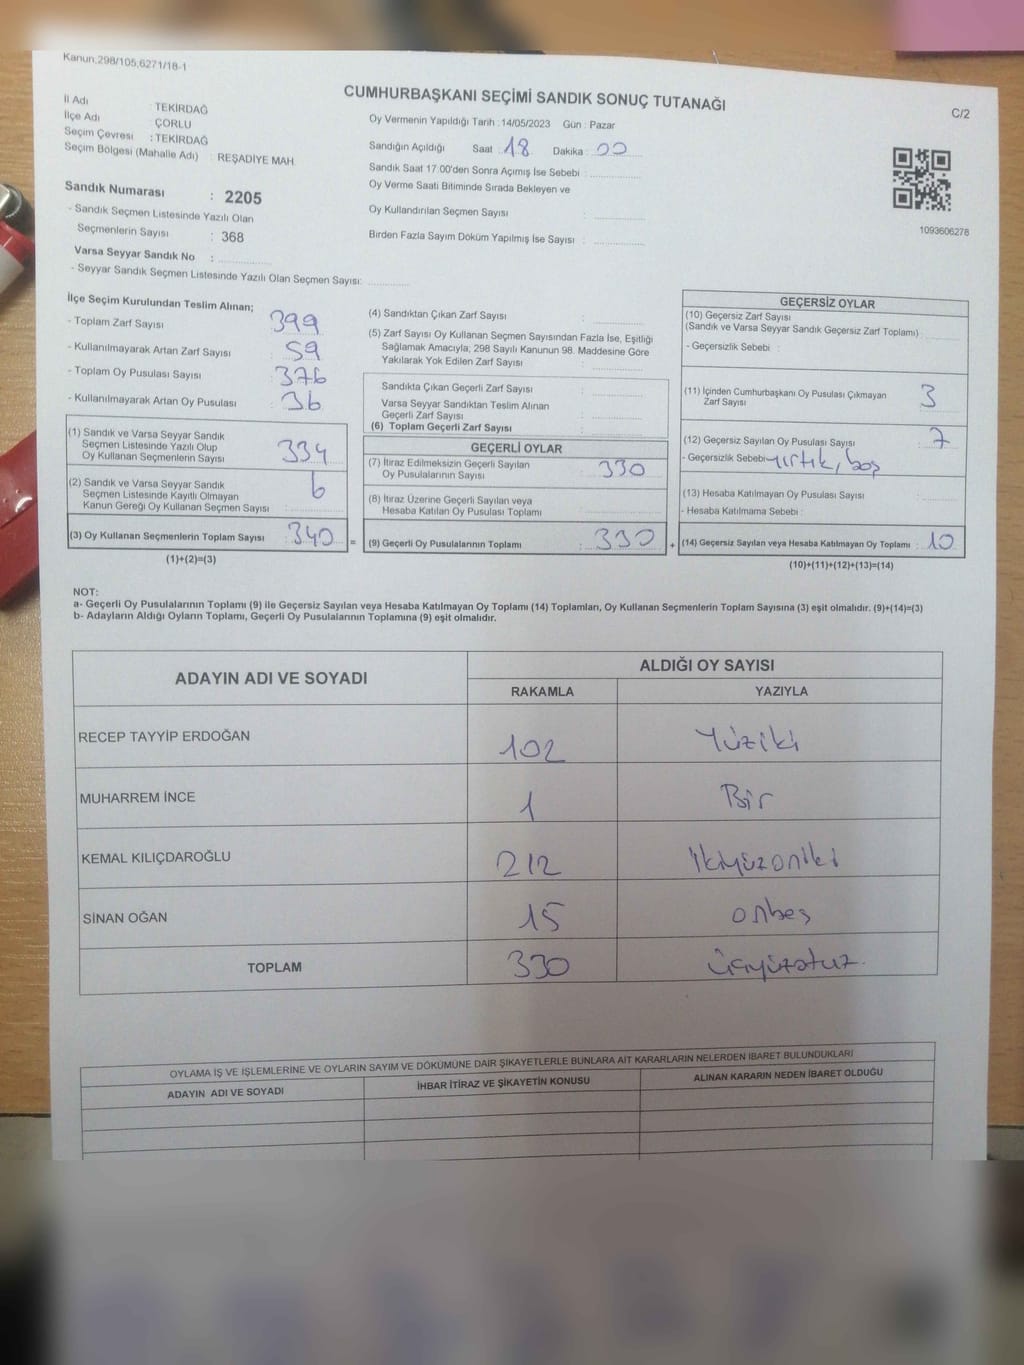 Kanun.298/105,6271/18-1
CUMHURBAŞKANI SEÇİMİ SANDIK SONUÇ TUTANAĞI
C/2
İl Adı : TEKİRDAĞ
İlçe Adı : ÇORLU
Seçim Çevresi : TEKİRDAĞ
Seçim Bölgesi (Mahalle Adı) : REŞADİYE MAH.
Sandık Numarası : 2205
- Sandık Seçmen Listesinde Yazılı Olan
Seçmenlerin Sayısı : 368
Varsa Seyyar Sandık No :
- Seyyar Sandık Seçmen Listesinde Yazılı Olan Seçmen Sayısı:
Oy Vermenin Yapıldığı Tarih : 14/05/2023 Gün : Pazar
Sandığın Açıldığı Saat : 18 Dakika : 00
Sandık Saat 17:00'den Sonra Açımış İse Sebebi :
Oy Verme Saati Bitiminde Sırada Bekleyen ve
Oy Kullandırılan Seçmen Sayısı :
Birden Fazla Sayım Döküm Yapılmış İse Sayısı :
1093606278
İlçe Seçim Kurulundan Teslim Alınan;
- Toplam Zarf Sayısı : 399
- Kullanılmayarak Artan Zarf Sayısı : 59
- Toplam Oy Pusulası Sayısı : 376
- Kullanılmayarak Artan Oy Pusulası : 36
(1) Sandık ve Varsa Seyyar Sandık
Seçmen Listesinde Yazılı Olup
Oy Kullanan Seçmenlerin Sayısı : 334
(2) Sandık ve Varsa Seyyar Sandık
Seçmen Listesinde Kayıtlı Olmayan
Kanun Gereği Oy Kullanan Seçmen Sayısı : 6
(3) Oy Kullanan Seçmenlerin Toplam Sayısı : 340 =
(1)+(2)=(3)
(4) Sandıktan Çıkan Zarf Sayısı :
(5) Zarf Sayısı Oy Kullanan Seçmen Sayısından Fazla İse, Eşitliği
Sağlamak Amacıyla; 298 Sayılı Kanunun 98. Maddesine Göre
Yakılarak Yok Edilen Zarf Sayısı :
Sandıkta Çıkan Geçerli Zarf Sayısı :
Varsa Seyyar Sandıktan Teslim Alınan
Geçerli Zarf Sayısı :
(6) Toplam Geçerli Zarf Sayısı :
GEÇERLİ OYLAR
(7) İtiraz Edilmeksizin Geçerli Sayılan
Oy Pusulalarının Sayısı : 330
(8) İtiraz Üzerine Geçerli Sayılan veya
Hesaba Katılan Oy Pusulası Toplamı :
(9) Geçerli Oy Pusulalarının Toplamı : 330 +
GEÇERSİZ OYLAR
(10) Geçersiz Zarf Sayısı
(Sandık ve Varsa Seyyar Sandık Geçersiz Zarf Toplamı) :
- Geçersizlik Sebebi :
(11) İçinden Cumhurbaşkanı Oy Pusulası Çıkmayan
Zarf Sayısı : 3
(12) Geçersiz Sayılan Oy Pusulası Sayısı : 7
- Geçersizlik Sebebi : yırtık, boş
(13) Hesaba Katılmayan Oy Pusulası Sayısı :
- Hesaba Katılmama Sebebi :
(14) Geçersiz Sayılan veya Hesaba Katılmayan Oy Toplamı : 10
(10)+(11)+(12)+(13)=(14)
NOT:
a- Geçerli Oy Pusulalarının Toplamı (9) ile Geçersiz Sayılan veya Hesaba Katılmayan Oy Toplamı (14) Toplamları, Oy Kullanan Seçmenlerin Toplam Sayısına (3) eşit olmalıdır. (9)+(14)=(3)
b- Adayların Aldığı Oyların Toplamı, Geçerli Oy Pusulalarının Toplamına (9) eşit olmalıdır.
ADAYIN ADI VE SOYADI
ALDIĞI OY SAYISI
RAKAMLA YAZIYLA
RECEP TAYYİP ERDOĞAN 102 Yüziki
MUHARREM İNCE 1 Bir
KEMAL KILIÇDAROĞLU 212 İkiyüzoniki
SİNAN OĞAN 15 onbeş
TOPLAM 330 üçyüzotuz.
OYLAMA İŞ VE İŞLEMLERİNE VE OYLARIN SAYIM VE DÖKÜMÜNE DAİR ŞİKAYETLERLE BUNLARA AİT KARARLARIN NELERDEN İBARET BULUNDUKLARI
ADAYIN ADI VE SOYADI İHBAR İTİRAZ VE ŞİKAYETİN KONUSU ALINAN KARARIN NEDEN İBARET OLDUĞU